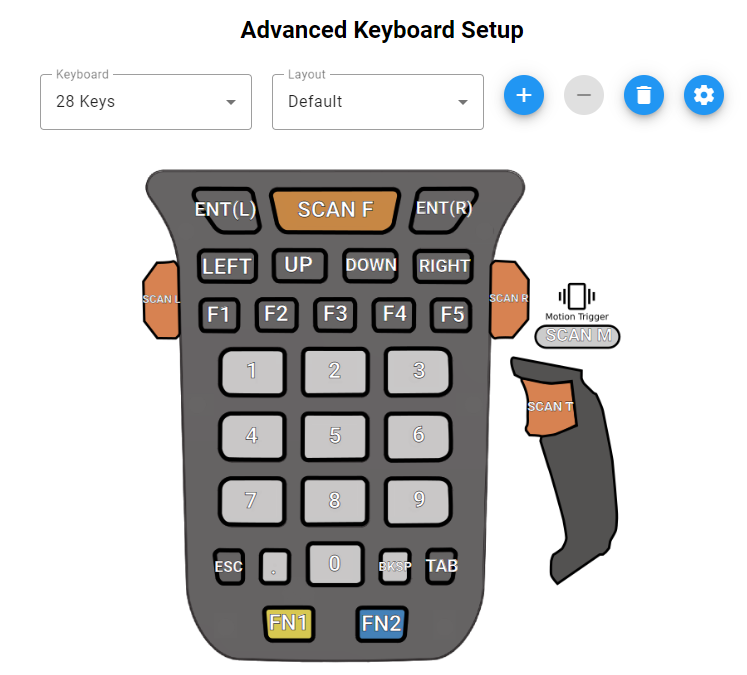 Advanced Keyboard Setup
Keyboard
28 Keys
Layout
Default
ENT(L)
SCAN F
ENT(R)
LEFT
UP
DOWN
RIGHT
SCAN L
SCAN R
Motion Trigger
SCAN M
F1
F2
F3
F4
F5
1
2
3
SCAN T
4
5
6
7
8
9
ESC
.
0
BKSP
TAB
FN1
FN2